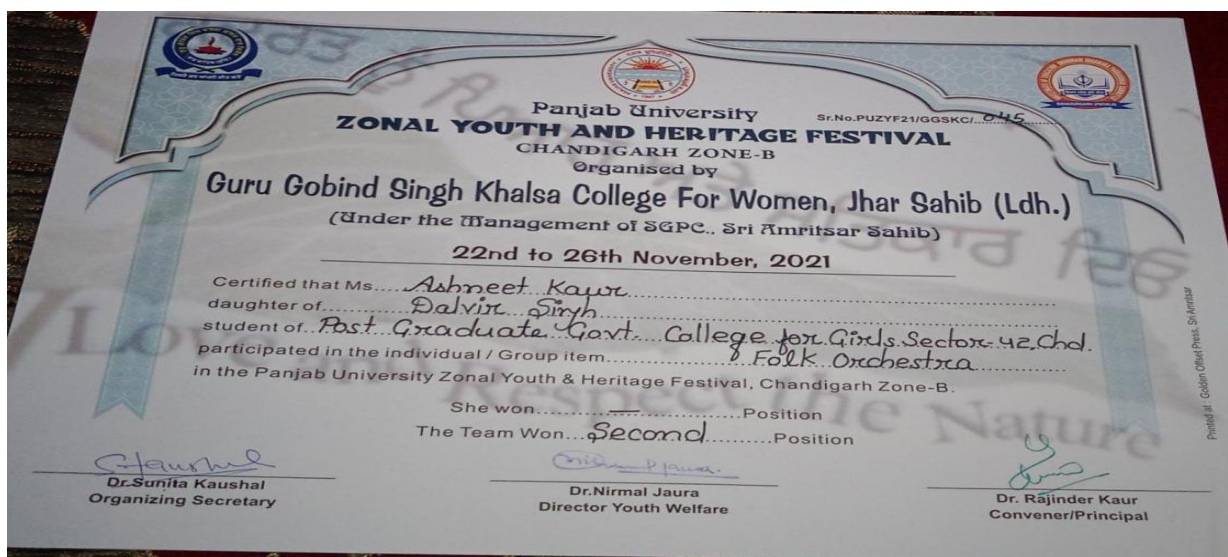 Panjab University
Sr.No.PUZYF21/GGSKC/..045......
ZONAL YOUTH AND HERITAGE FESTIVAL
CHANDIGARH ZONE-B
Organised by
Guru Gobind Singh Khalsa College For Women, Jhar Sahib (Ldh.)
(Under the Management of SGPC., Sri Amritsar Sahib)
22nd to 26th November, 2021
Certified that Ms.... Ashneet Kaur
daughter of Dalvir Singh
student of Post Graduate Govt. College for Girls Sector-42, Chd.
participated in the individual / Group item Folk Orchestra
in the Panjab University Zonal Youth & Heritage Festival, Chandigarh Zone-B.
She won.......—.......Position
The Team Won...Second.......Position
Dr.Sunita Kaushal
Organizing Secretary
Dr.Nirmal Jaura
Director Youth Welfare
Dr. Rajinder Kaur
Convener/Principal
Printed at : Golden Offset Press, Sri Amritsar
Love
Respect The Nature